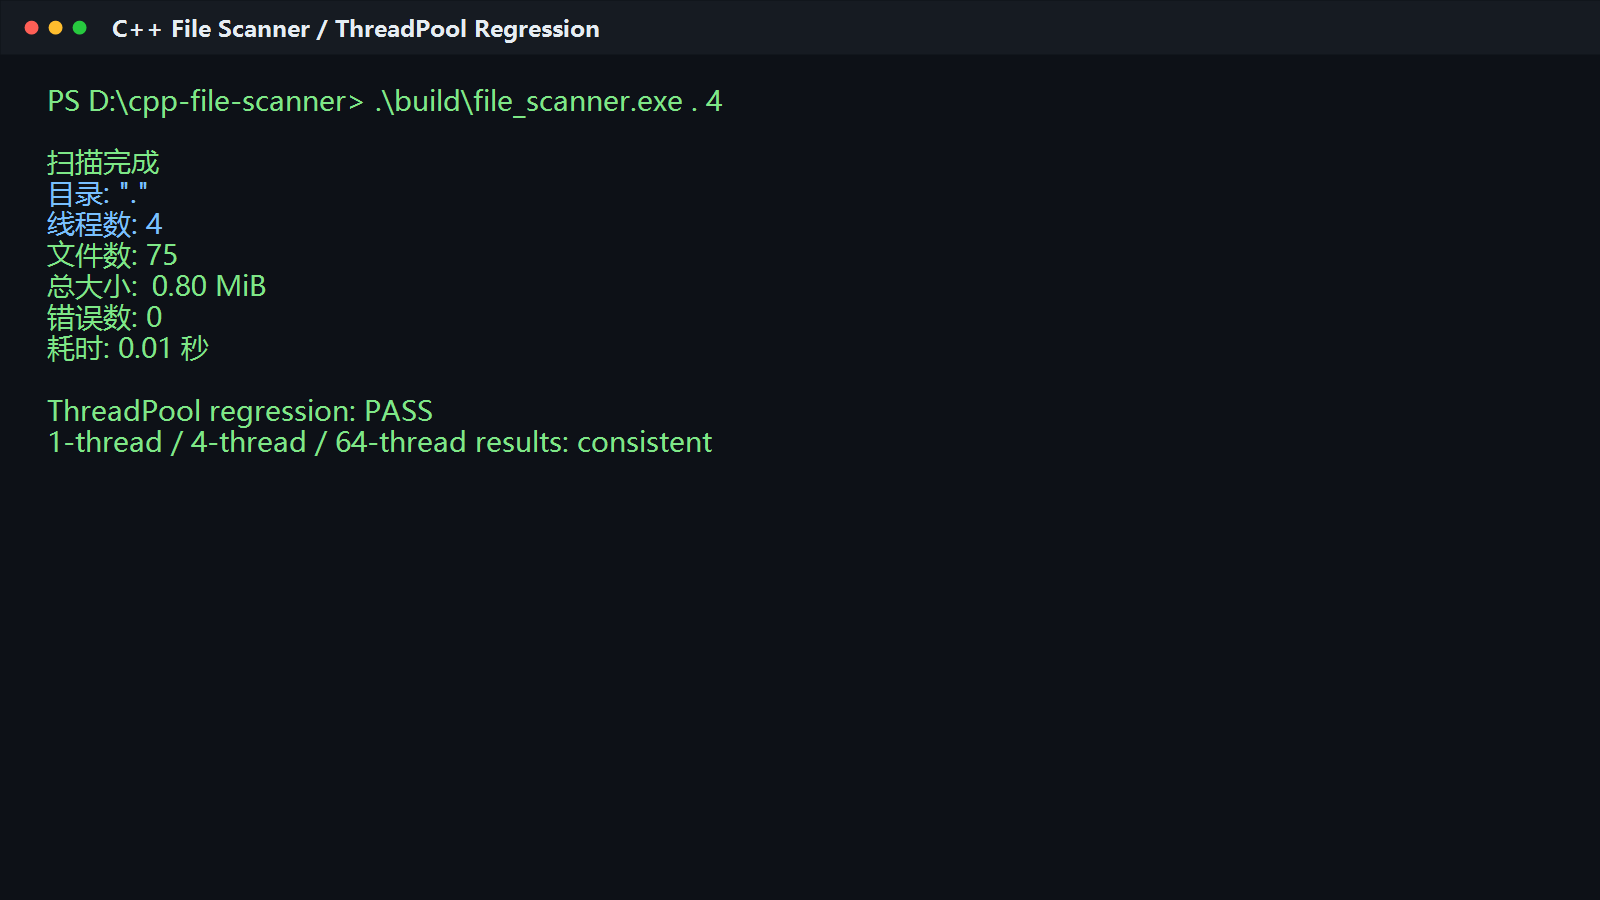 C++ File Scanner / ThreadPool Regression
PS D:\cpp-file-scanner> .\build\file_scanner.exe . 4
扫描完成
目录: "."
线程数: 4
文件数: 75
总大小:  0.80 MiB
错误数: 0
耗时: 0.01 秒
ThreadPool regression: PASS
1-thread / 4-thread / 64-thread results: consistent